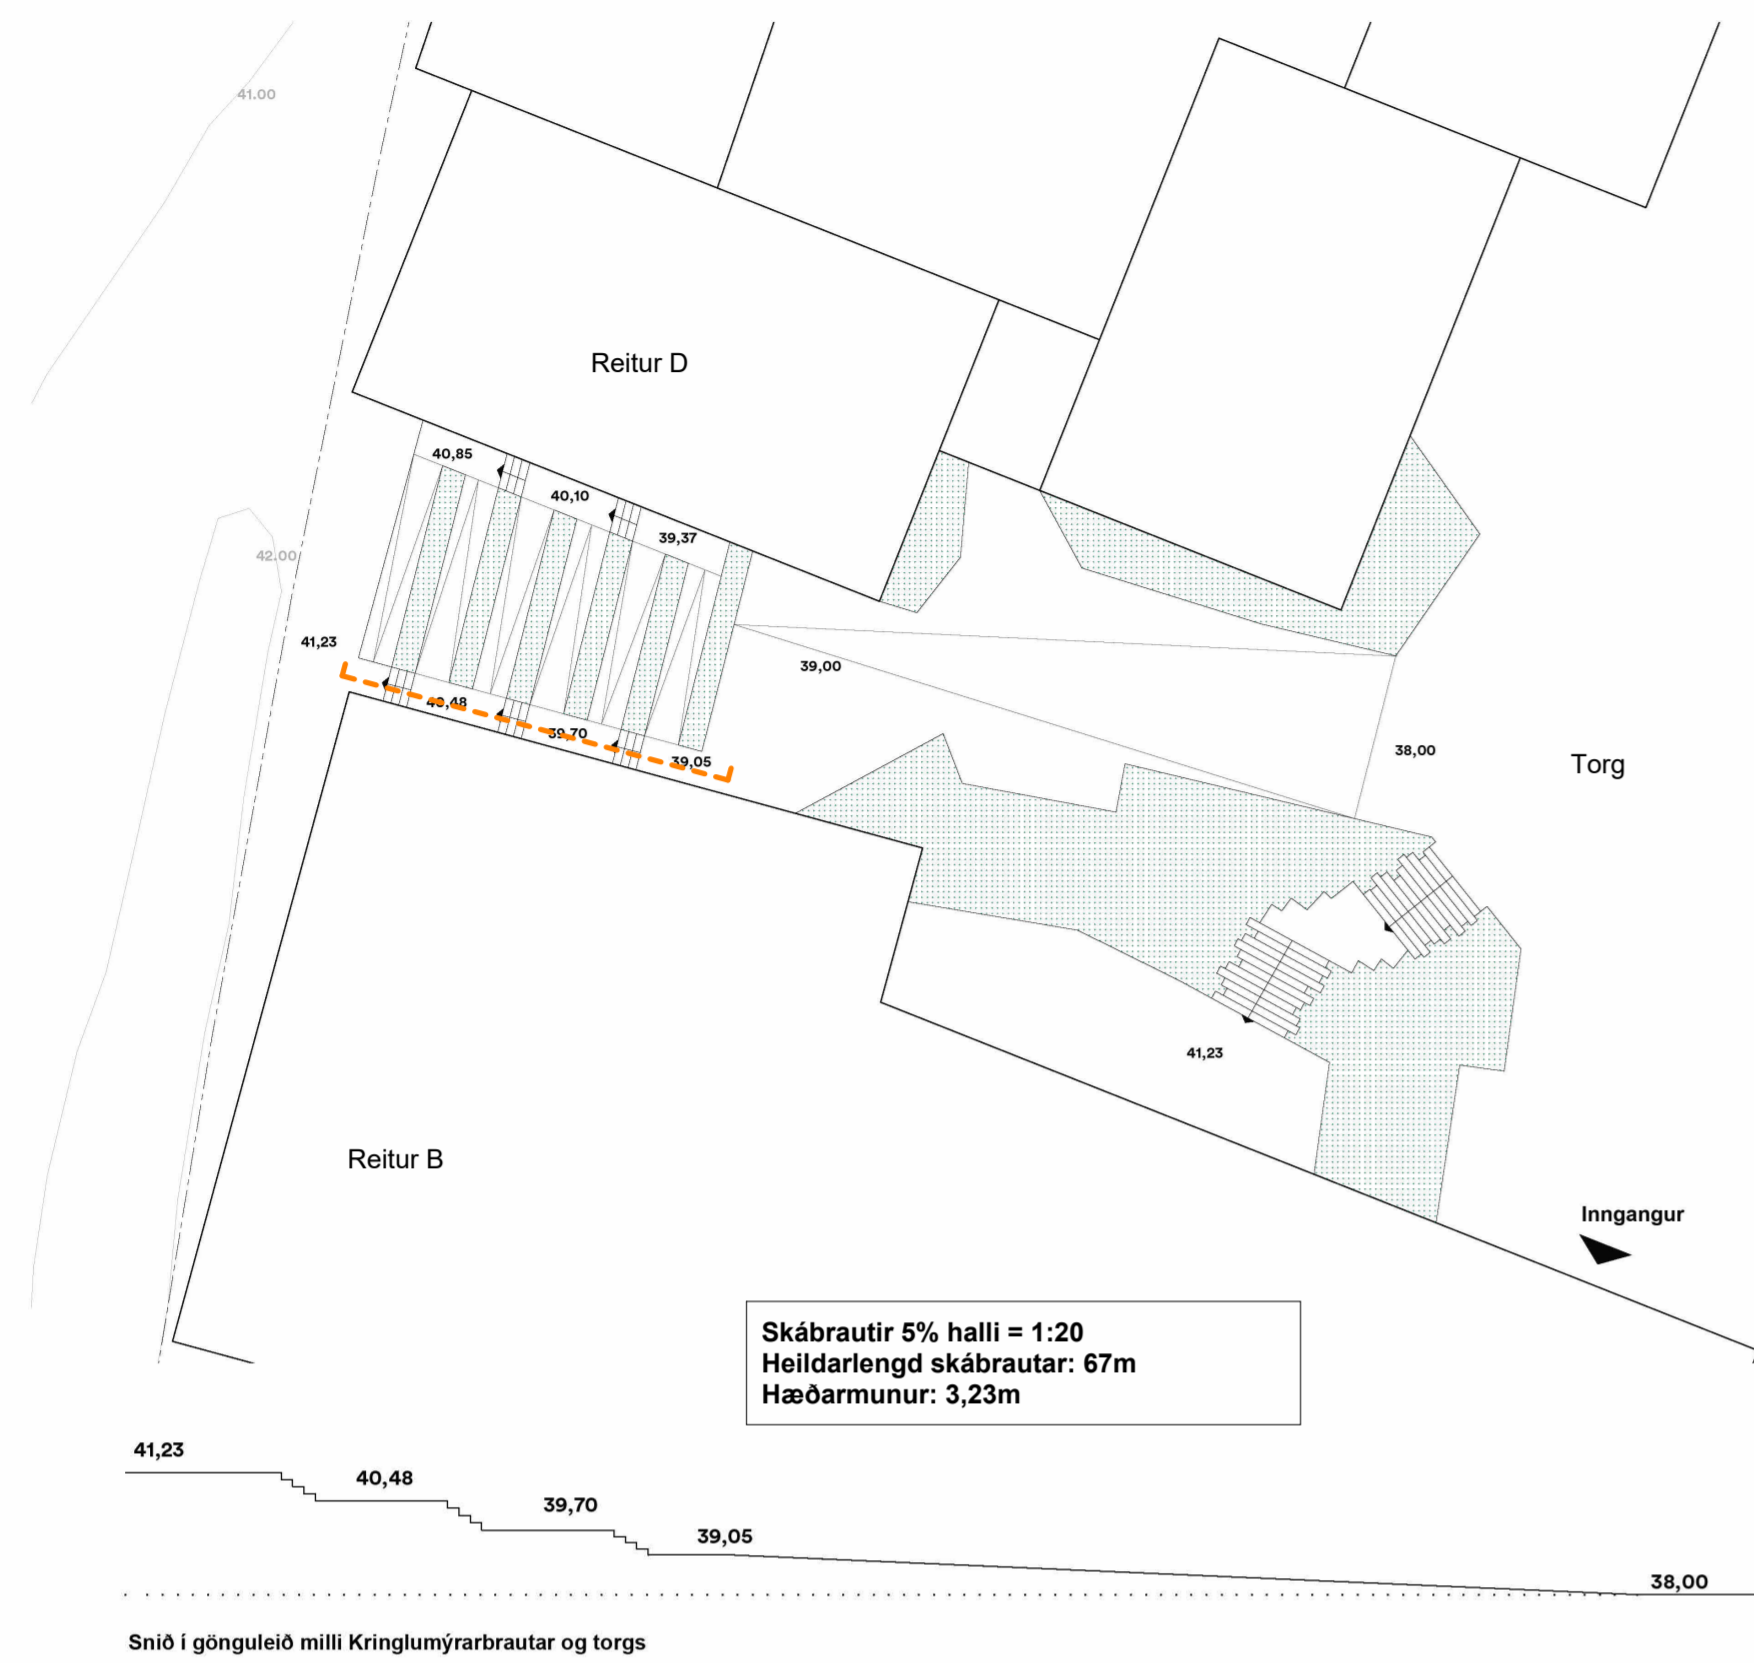 41.00
Reitur D
40,85
40,10
39,37
42.00
41,23
39,00
40,48
39,70
39,05
38,00
Torg
41,23
Reitur B
Inngangur
Skábrautir 5% halli = 1:20
Heildarlengd skábrautar: 67m
Hæðarmunur: 3,23m
41,23
40,48
39,70
39,05
38,00
Snið í gönguleið milli Kringlumýrarbrautar og torgs